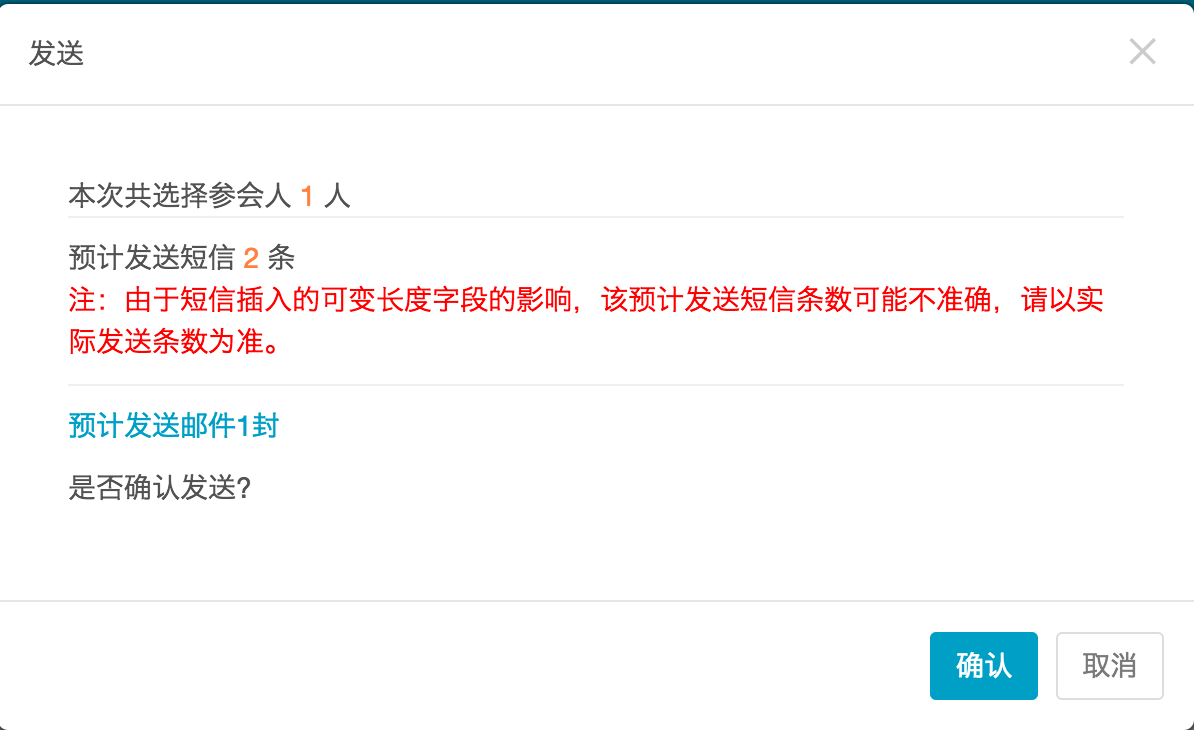 发送
本次共选择参会人 1 人
预计发送短信 2 条
注：由于短信插入的可变长度字段的影响，该预计发送短信条数可能不准确，请以实
际发送条数为准。
预计发送邮件1封
是否确认发送?
确认
取消